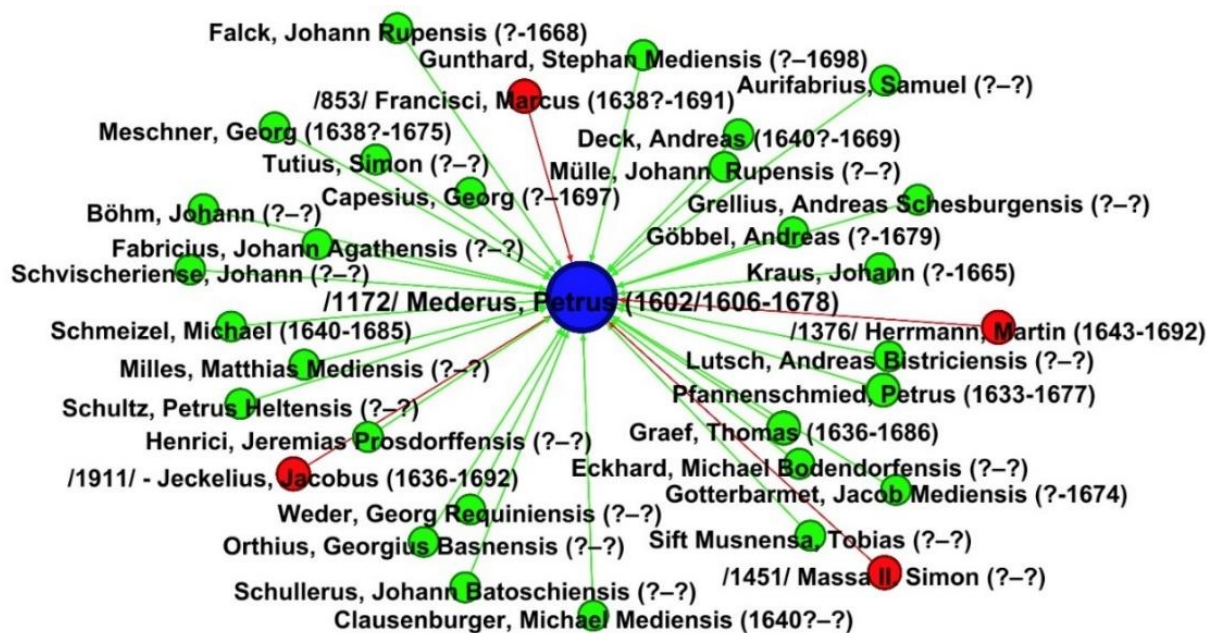 Falck, Johann Rupensis (?-1668)
Gunthard, Stephan Mediensis (?–1698)
Aurifabrius, Samuel (?–?)
/853/ Francisci, Marcus (1638?-1691)
Meschner, Georg (1638?-1675)
Deck, Andreas (1640?-1669)
Tutius, Simon (?–?)
Mülle, Johann Rupensis (?–?)
Capesius, Georg (?–1697)
Grellius, Andreas Schesburgensis (?–?)
Böhm, Johann (?–?)
Göbbel, Andreas (?-1679)
Fabricius, Johann Agathensis (?–?)
Schvischeriense, Johann (?–?)
Kraus, Johann (?-1665)
/1172/ Mederus, Petrus (1602/1606-1678)
Schmeizel, Michael (1640-1685)
/1376/ Herrmann, Martin (1643-1692)
Milles, Matthias Mediensis (?–?)
Lutsch, Andreas Bistriciensis (?–?)
Schultz, Petrus Heltensis (?–?)
Pfannenschmied, Petrus (1633-1677)
Henrici, Jeremias Prosdorffensis (?–?)
Graef, Thomas (1636-1686)
/1911/ - Jeckelius, Jacobus (1636-1692)
Eckhard, Michael Bodendorfensis (?–?)
Gotterbarmet, Jacob Mediensis (?-1674)
Weder, Georg Requiniensis (?–?)
Sift Musnensa, Tobias (?–?)
Orthius, Georgius Basnensis (?–?)
/1451/ Massa II, Simon (?–?)
Schullerus, Johann Batoschiensis (?–?)
Clausenburger, Michael Mediensis (1640?–?)